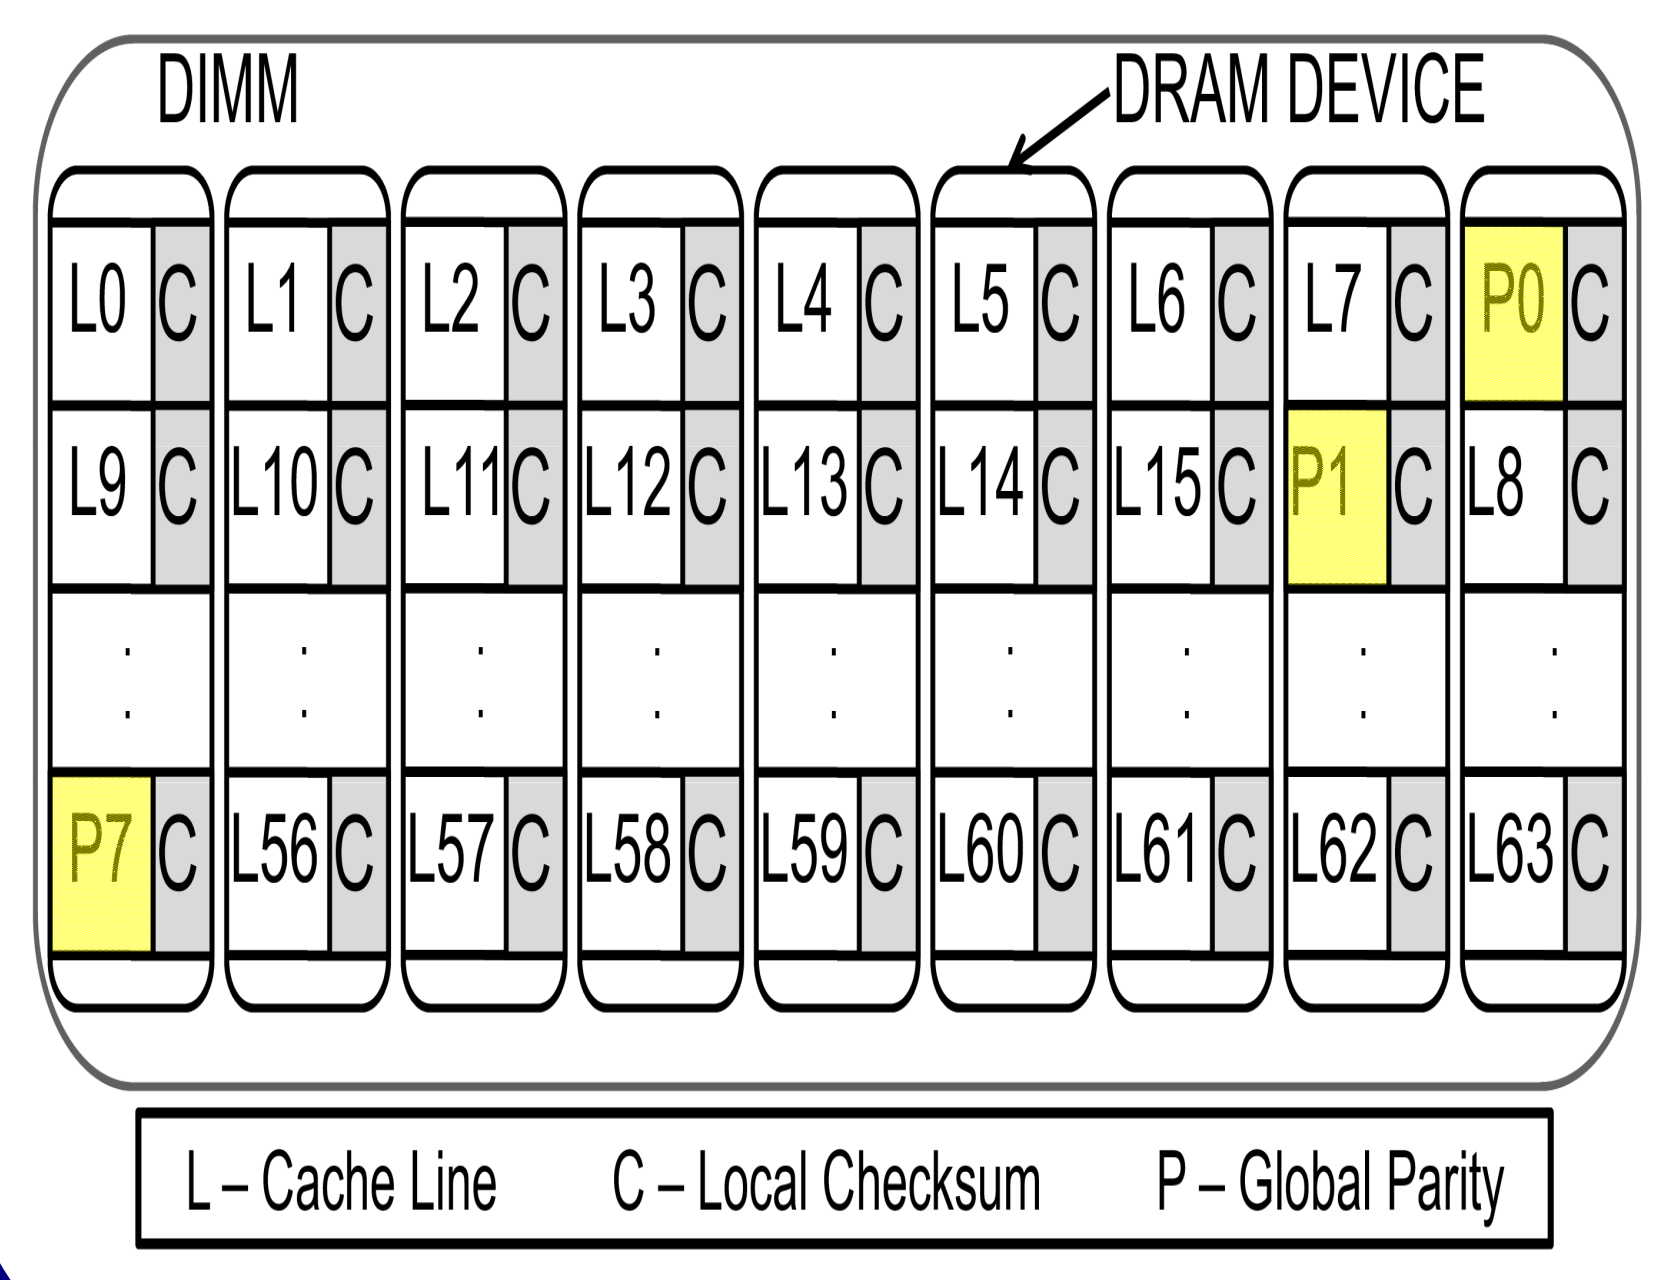 DIMM DRAM DEVICE
L0 C L1 C L2 C L3 C L4 C L5 C L6 C L7 C P0 C
L9 C L10 C L11 C L12 C L13 C L14 C L15 C P1 C L8 C
P7 C L56 C L57 C L58 C L59 C L60 C L61 C L62 C L63 C
L – Cache Line C – Local Checksum P – Global Parity